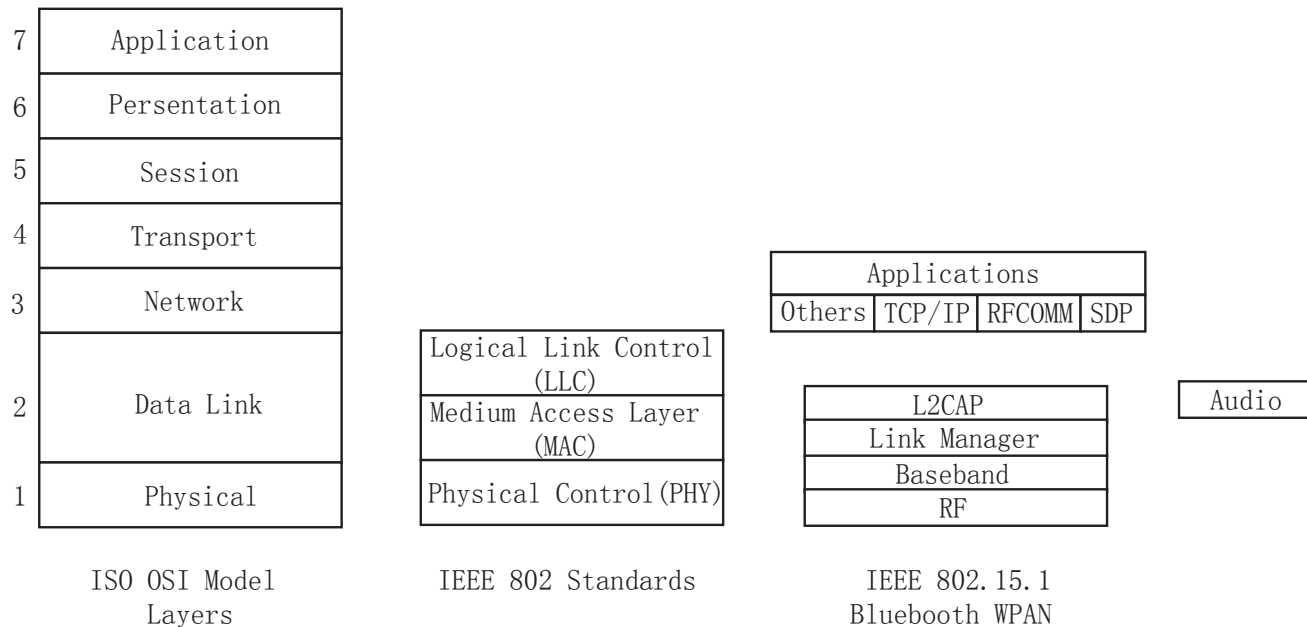 7
Application
6
Persentation
5
Session
4
Transport
3
Network
2
Data Link
1
Physical
ISO OSI Model
Layers
Logical Link Control
(LLC)
Medium Access Layer
(MAC)
Physical Control(PHY)
IEEE 802 Standards
Applications
Others TCP/IP RFCOMM SDP
L2CAP
Link Manager
Baseband
RF
IEEE 802.15.1
Bluebooth WPAN
Audio